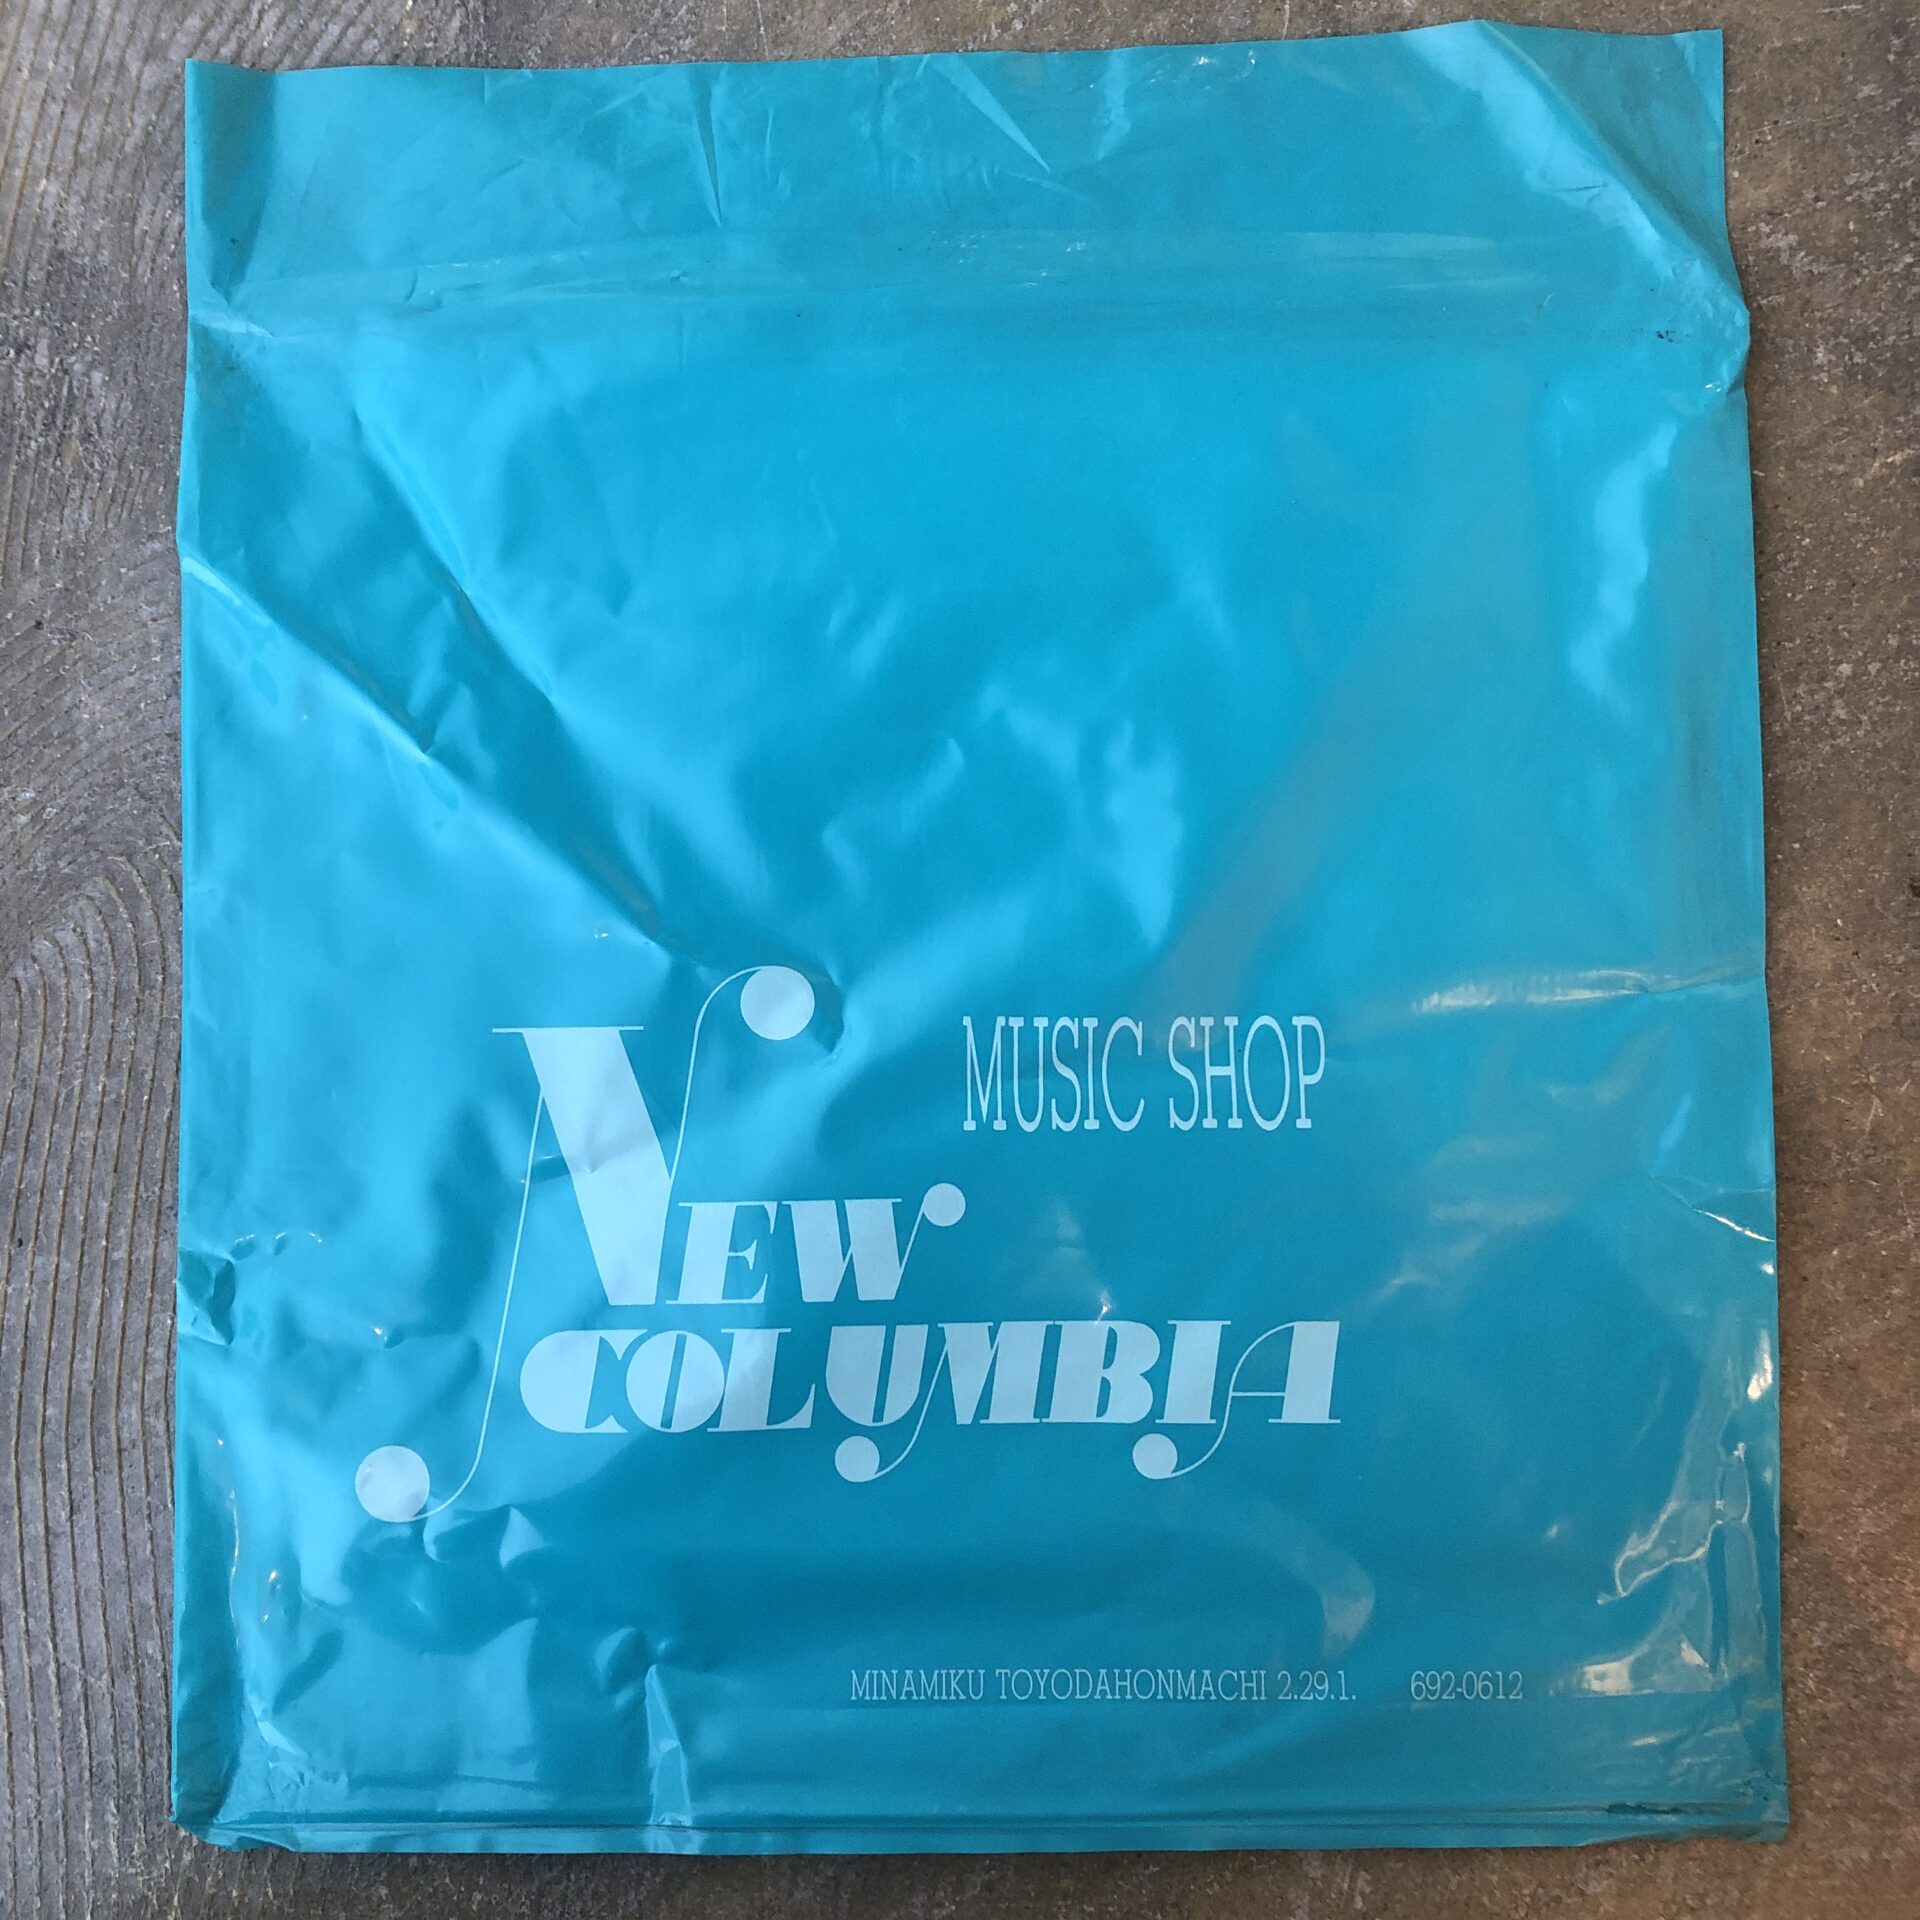 MUSIC SHOP
NEW
COLUMBIA
MINAMIKU TOYODAHONMACHI 2.29.1. 692-0612